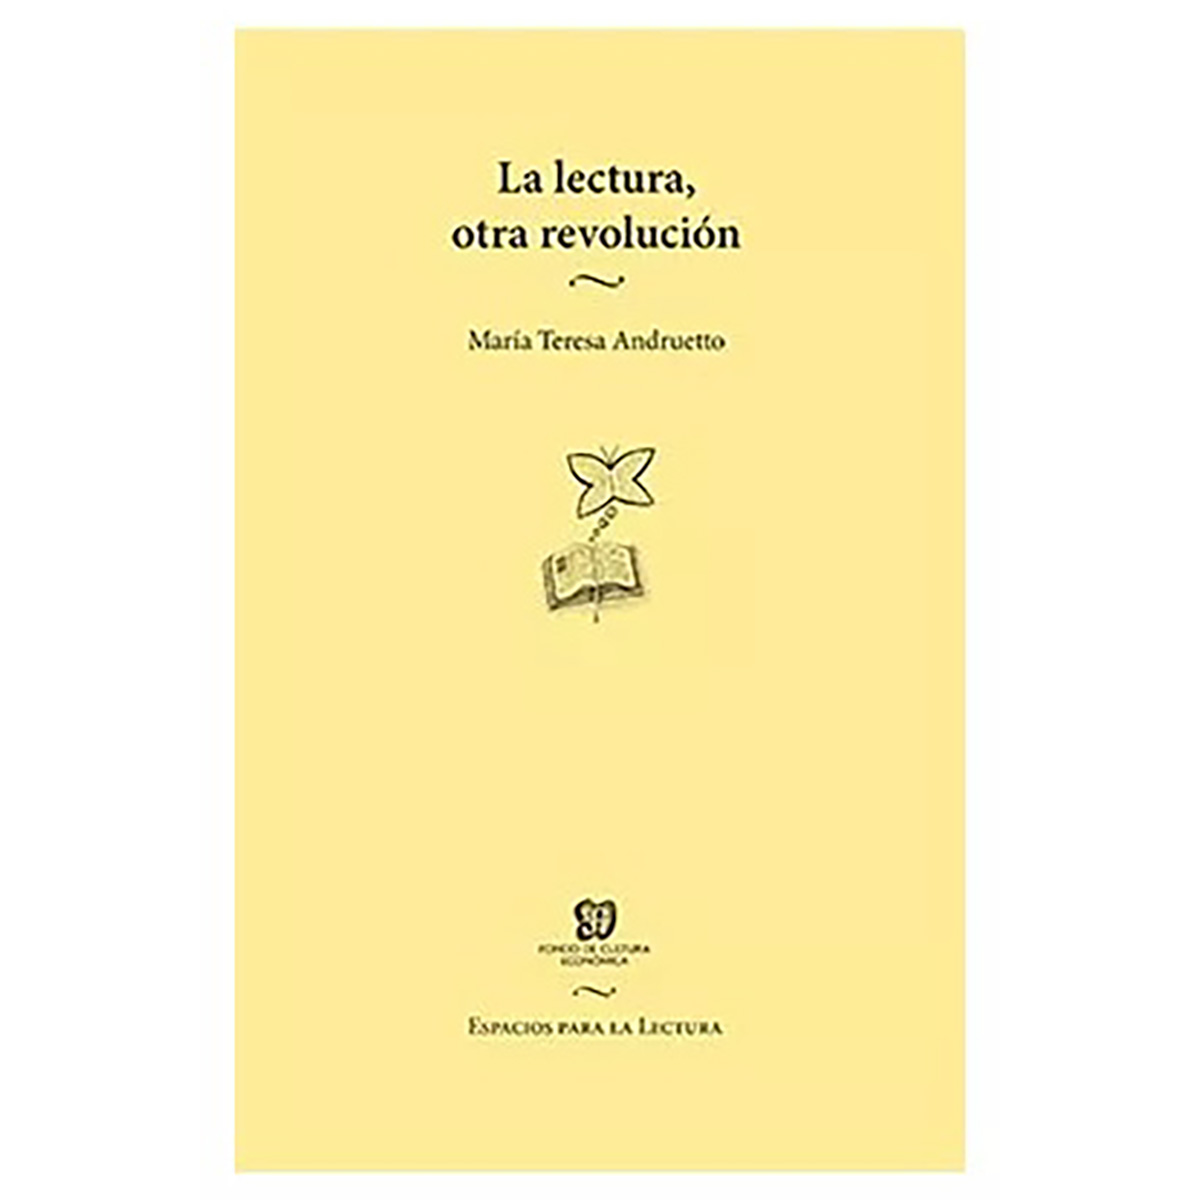 La lectura,
otra revolución
María Teresa Andruetto
FONDO DE CULTURA
ECONÓMICA
ESPACIOS PARA LA LECTURA